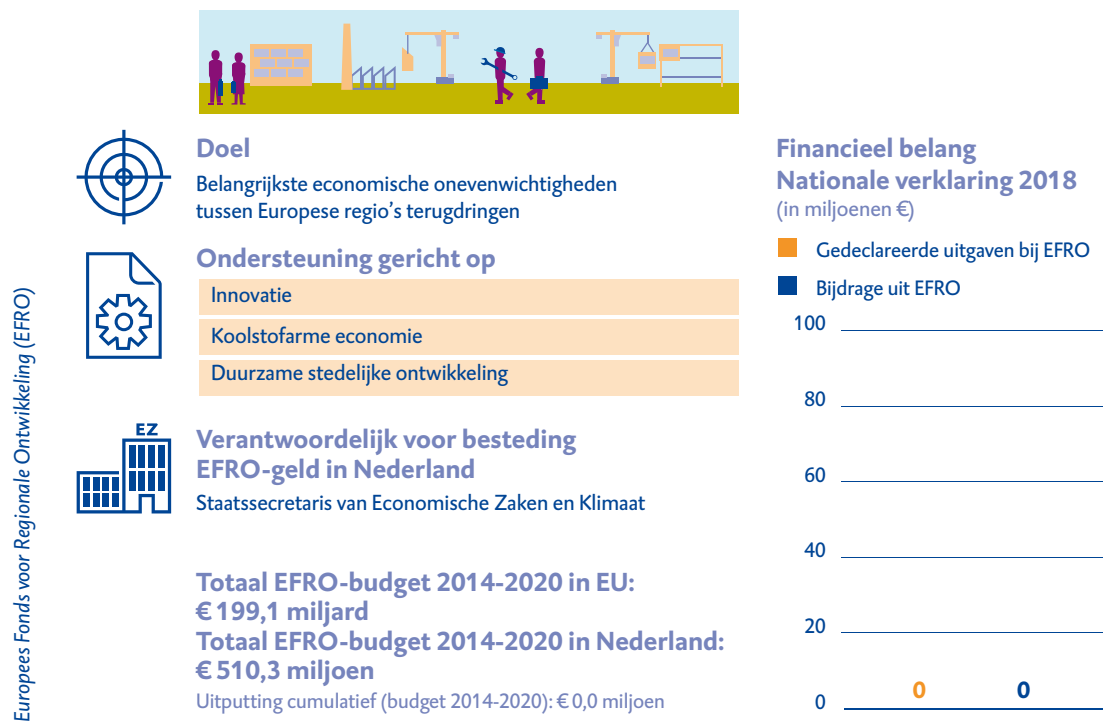 Europees Fonds voor Regionale Ontwikkeling (EFRO)
Doel
Belangrijkste economische onevenwichtigheden
tussen Europese regio's terugdringen
Ondersteuning gericht op
Innovatie
Koolstofarme economie
Duurzame stedelijke ontwikkeling
EZ
Verantwoordelijk voor besteding
EFRO-geld in Nederland
Staatssecretaris van Economische Zaken en Klimaat
Totaal EFRO-budget 2014-2020 in EU:
€ 199,1 miljard
Totaal EFRO-budget 2014-2020 in Nederland:
€ 510,3 miljoen
Uitputting cumulatief (budget 2014-2020): € 0,0 miljoen
Financieel belang
Nationale verklaring 2018
(in miljoenen €)
Gedeclareerde uitgaven bij EFRO
Bijdrage uit EFRO
100
80
60
40
20
0 0 0